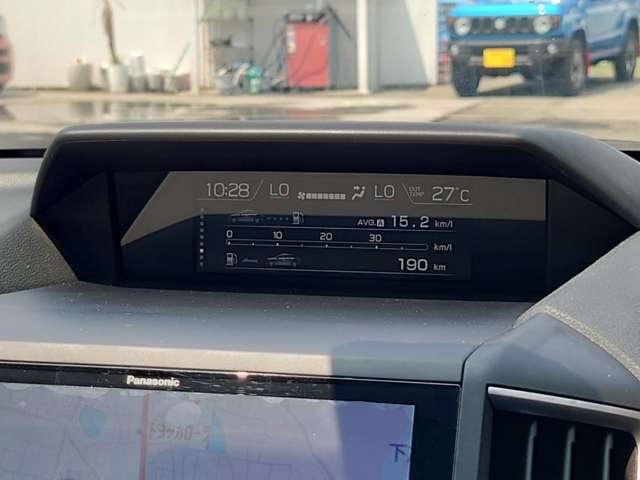 10:28 LO LO OUT TEMP 27°C
AVG. A 15.2 km/l
0 10 20 30 km/l
190 km
Panasonic